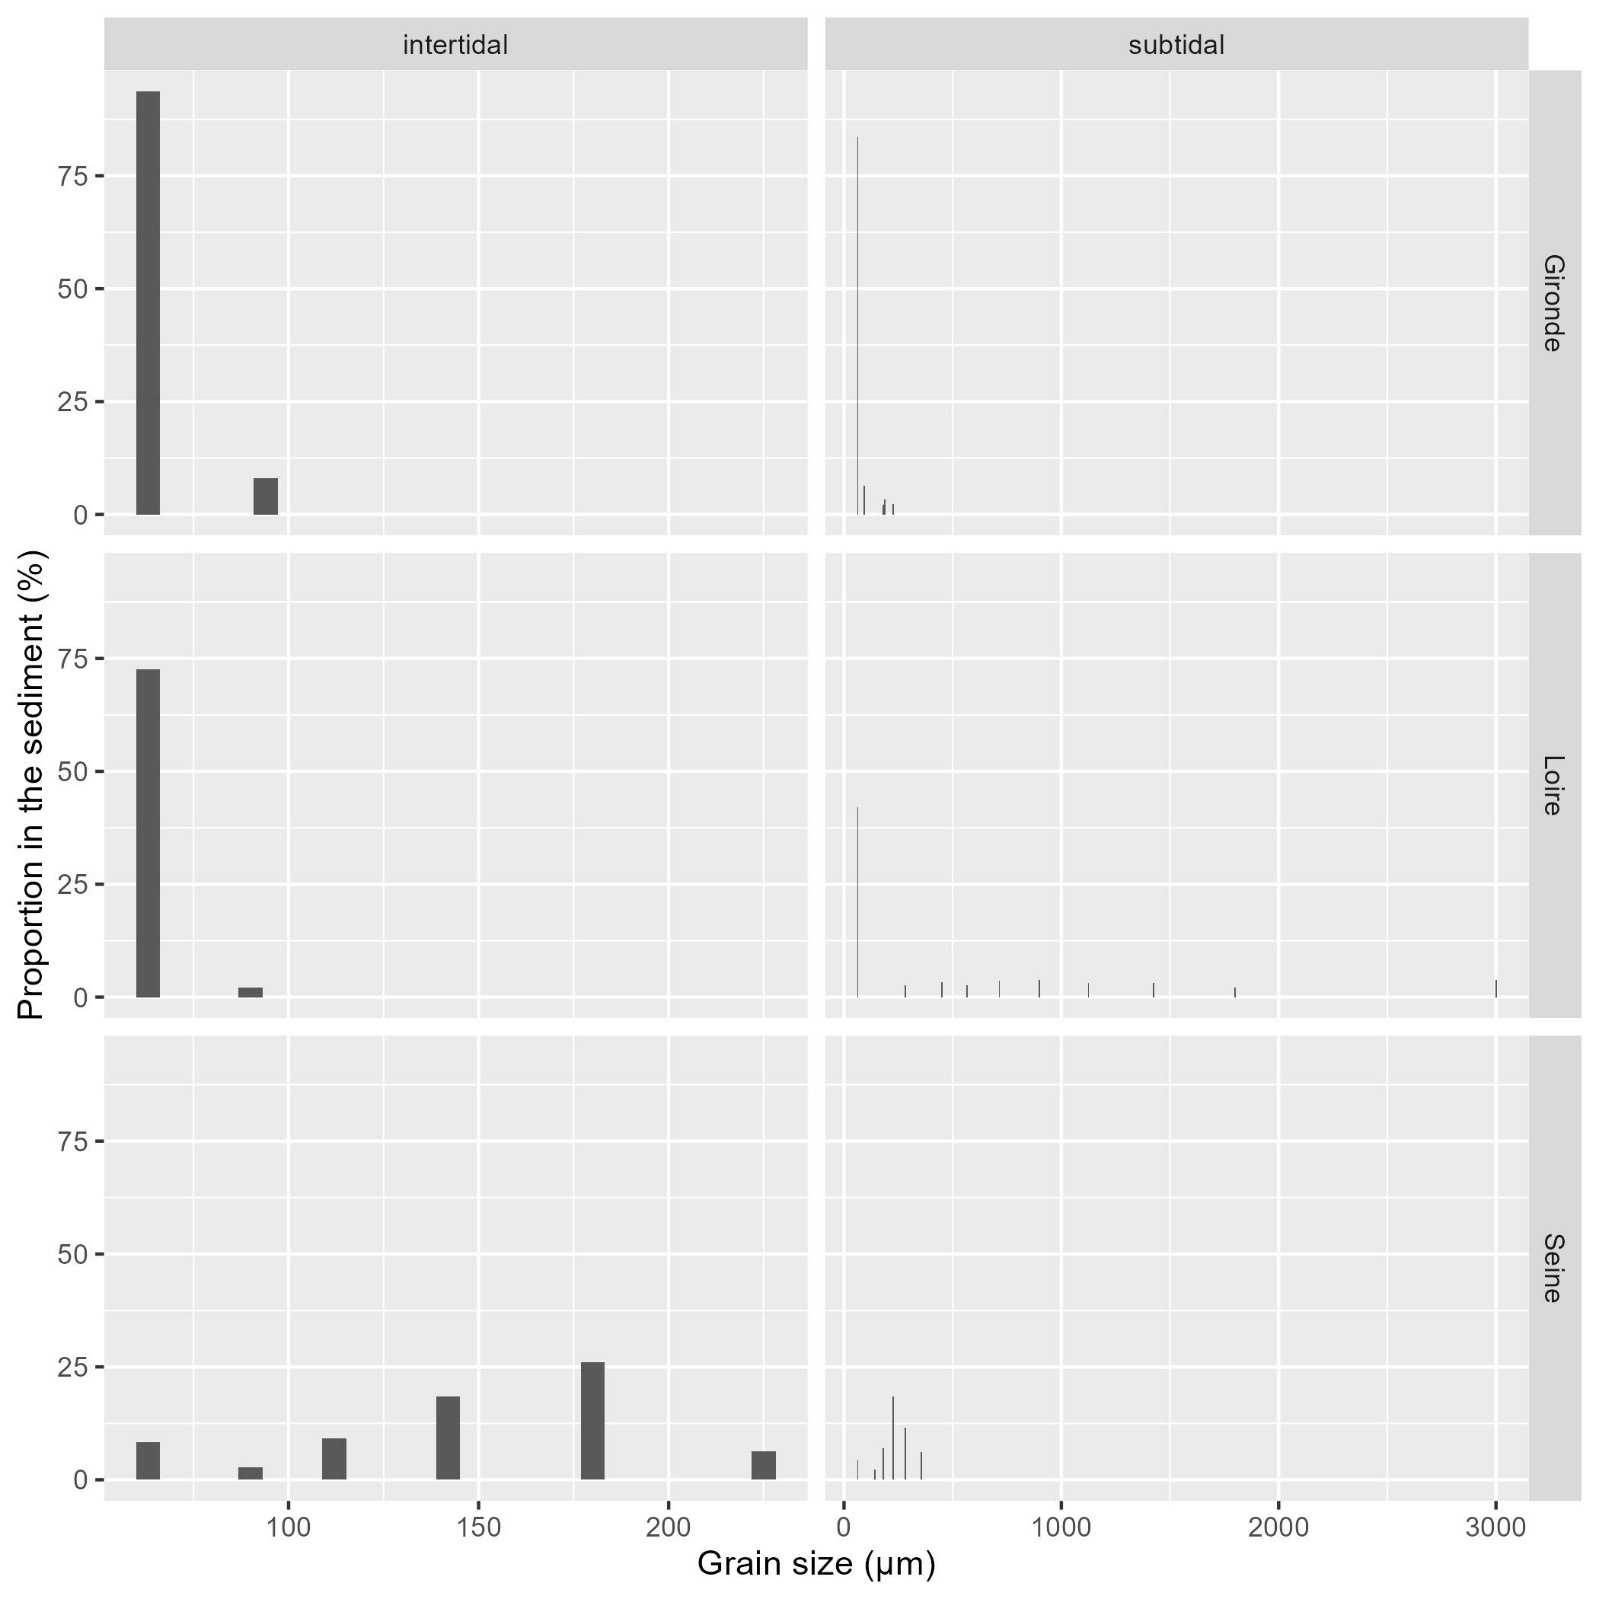 intertidal
subtidal
75
50
25
0
Gironde
75
50
25
0
Loire
75
50
25
0
Seine
Proportion in the sediment (%)
100
150
200
0
1000
2000
3000
Grain size (µm)